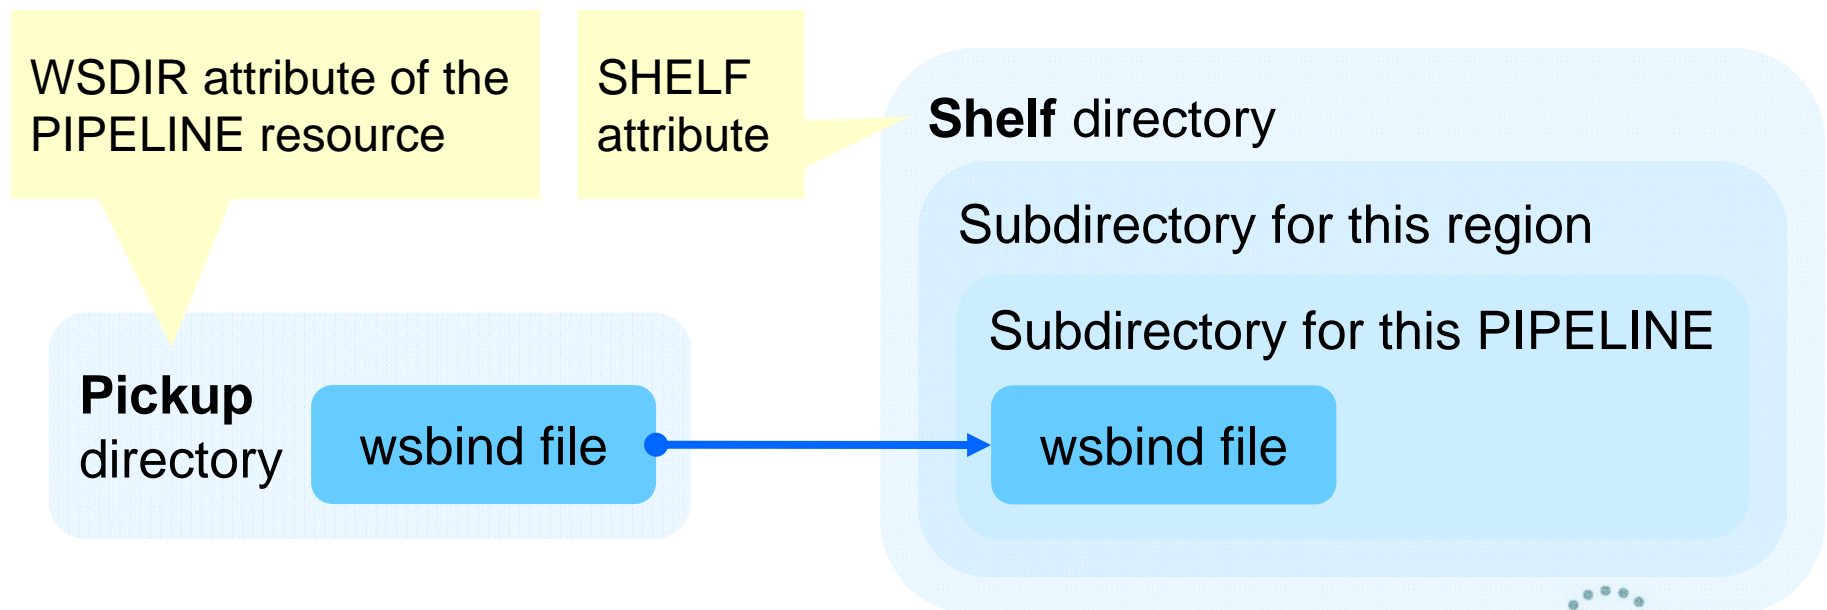 WSDIR attribute of the
PIPELINE resource
SHELF
attribute
Shelf directory
Subdirectory for this region
Subdirectory for this PIPELINE
Pickup
directory
wsbind file
wsbind file